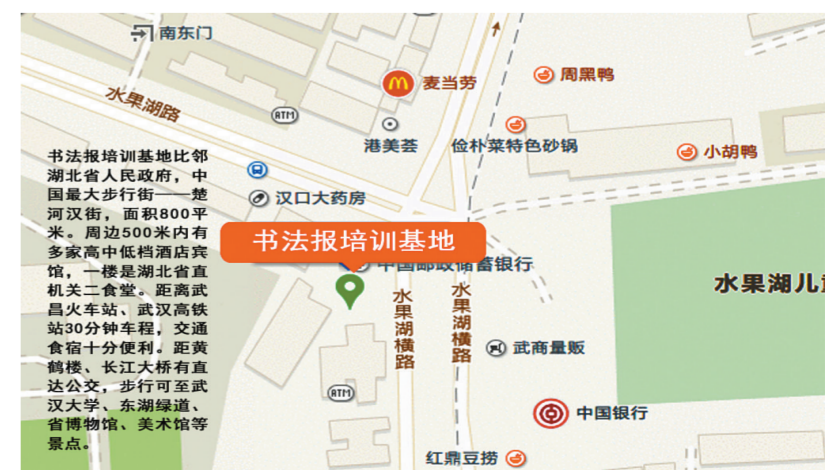 南东门
水果湖路
ATM
麦当劳
周黑鸭
港美荟
俭朴菜特色砂锅
小胡鸭
汉口大药房
书法报培训基地比邻
湖北省人民政府，中
国最大步行街——楚
河汉街，面积800平
米。周边500米内有
多家高中低档酒店宾
馆，一楼是湖北省直
机关二食堂。距离武
昌火车站、武汉高铁
站30分钟车程，交通
食宿十分便利。距黄
鹤楼、长江大桥有直
达公交，步行可至武
汉大学、东湖绿道、
省博物馆、美术馆等
景点。
书法报培训基地
中国邮政储蓄银行
水果湖儿
水果湖横路
水果湖横路
武商量贩
ATM
中国银行
红鼎豆捞